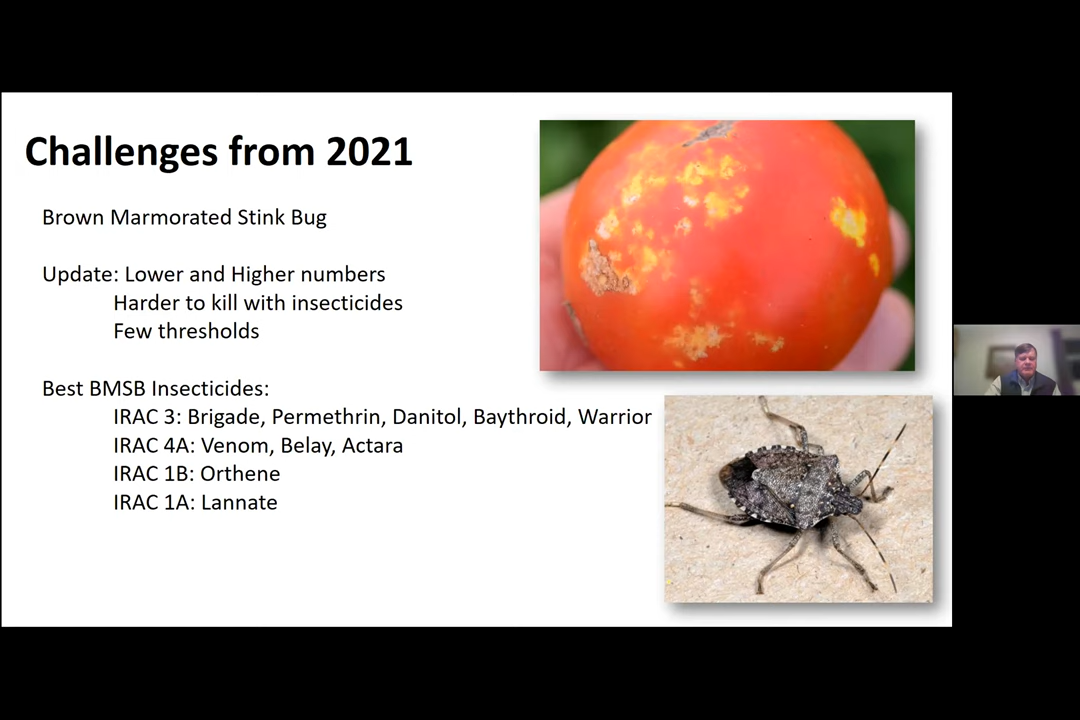 Challenges from 2021
Brown Marmorated Stink Bug
Update: Lower and Higher numbers
Harder to kill with insecticides
Few thresholds
Best BMSB Insecticides:
IRAC 3: Brigade, Permethrin, Danitol, Baythroid, Warrior
IRAC 4A: Venom, Belay, Actara
IRAC 1B: Orthene
IRAC 1A: Lannate